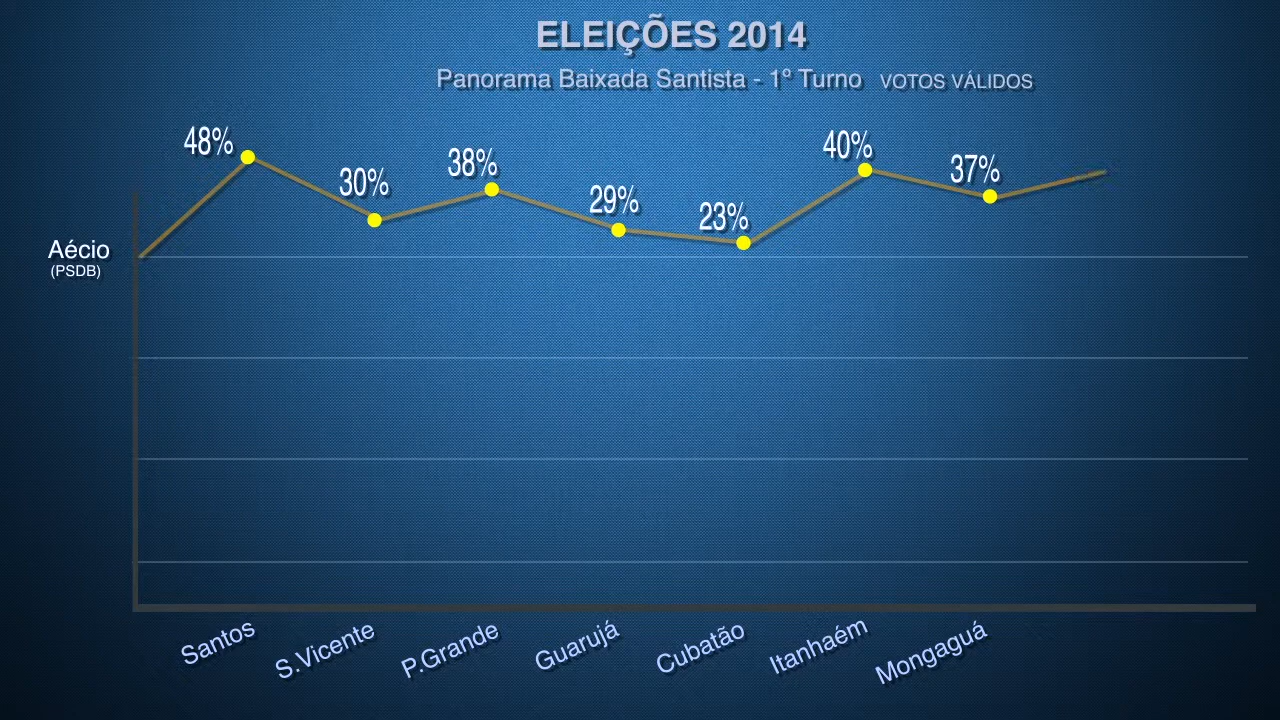 ELEIÇÕES 2014
Panorama Baixada Santista - 1º Turno VOTOS VÁLIDOS
48%
30%
38%
29%
23%
40%
37%
Aécio
(PSDB)
Santos
S.Vicente
P.Grande
Guarujá
Cubatão
Itanhaém
Mongaguá